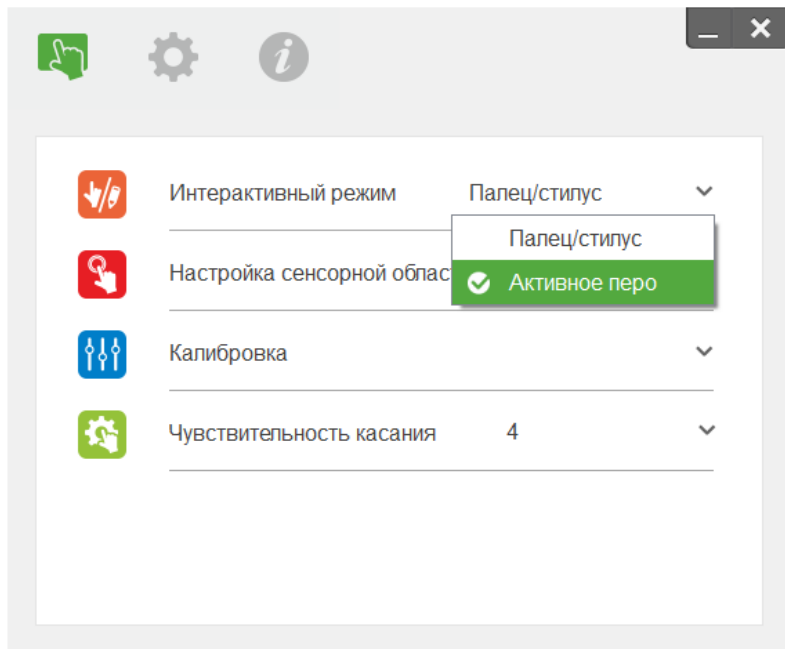 Интерактивный режим Палец/стилус
Палец/стилус
Настройка сенсорной облас
Активное перо
Калибровка
Чувствительность касания 4